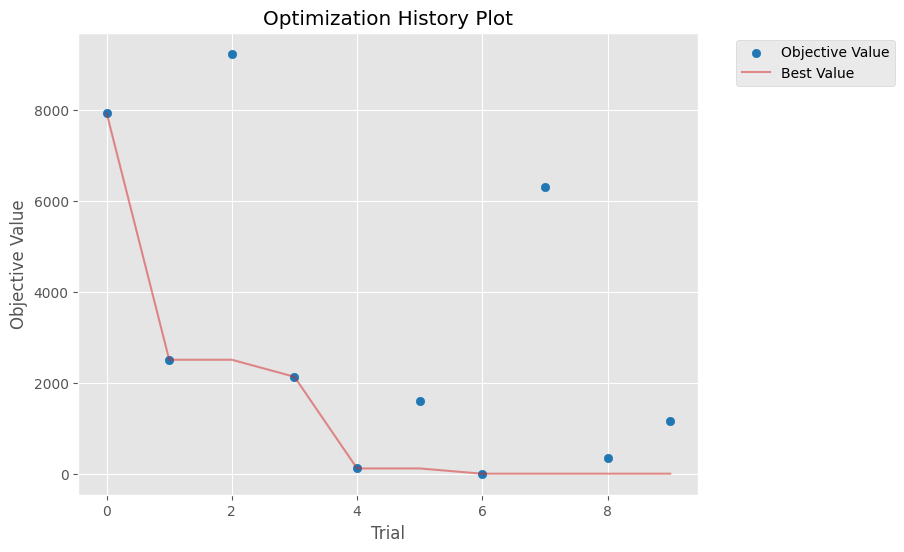 Optimization History Plot
Objective Value
Best Value
Objective Value
8000
6000
4000
2000
0
0 2 4 6 8
Trial